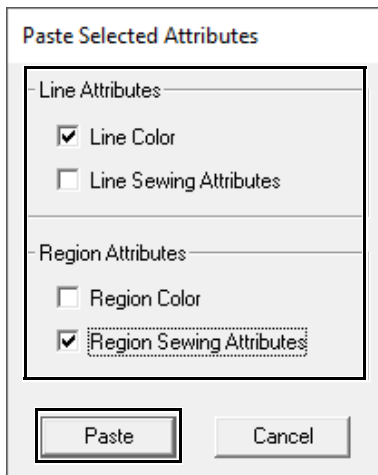 Paste Selected Attributes
Line Attributes
Line Color
Line Sewing Attributes
Region Attributes
Region Color
Region Sewing Attributes
Paste Cancel